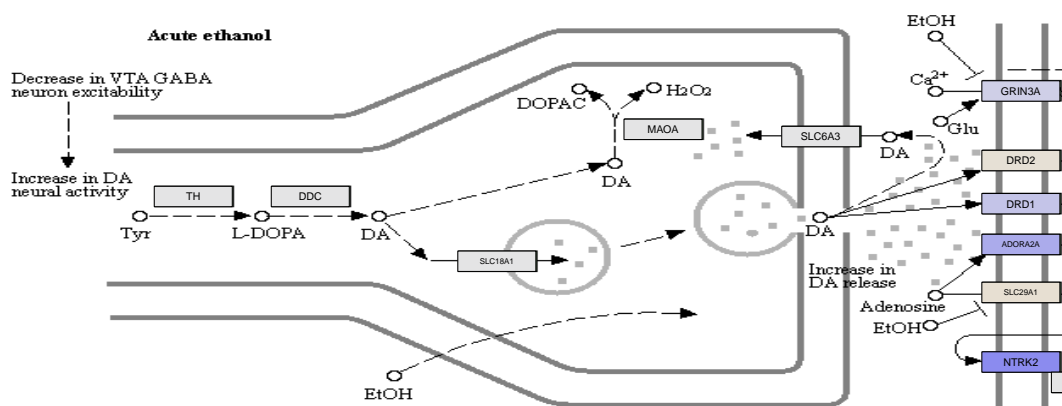 Acute ethanol
Decrease in VTA GABA
neuron excitability
Increase in DA
neural activity
TH
DDC
Tyr
L-DOPA
DA
SLC18A1
DOPAC
H2O2
MAOA
DA
SLC6A3
DA
DA
Increase in
DA release
EtOH
EtOH
Ca2+
GRIN3A
Glu
DRD2
DRD1
ADORA2A
Adenosine
SLC29A1
EtOH
NTRK2